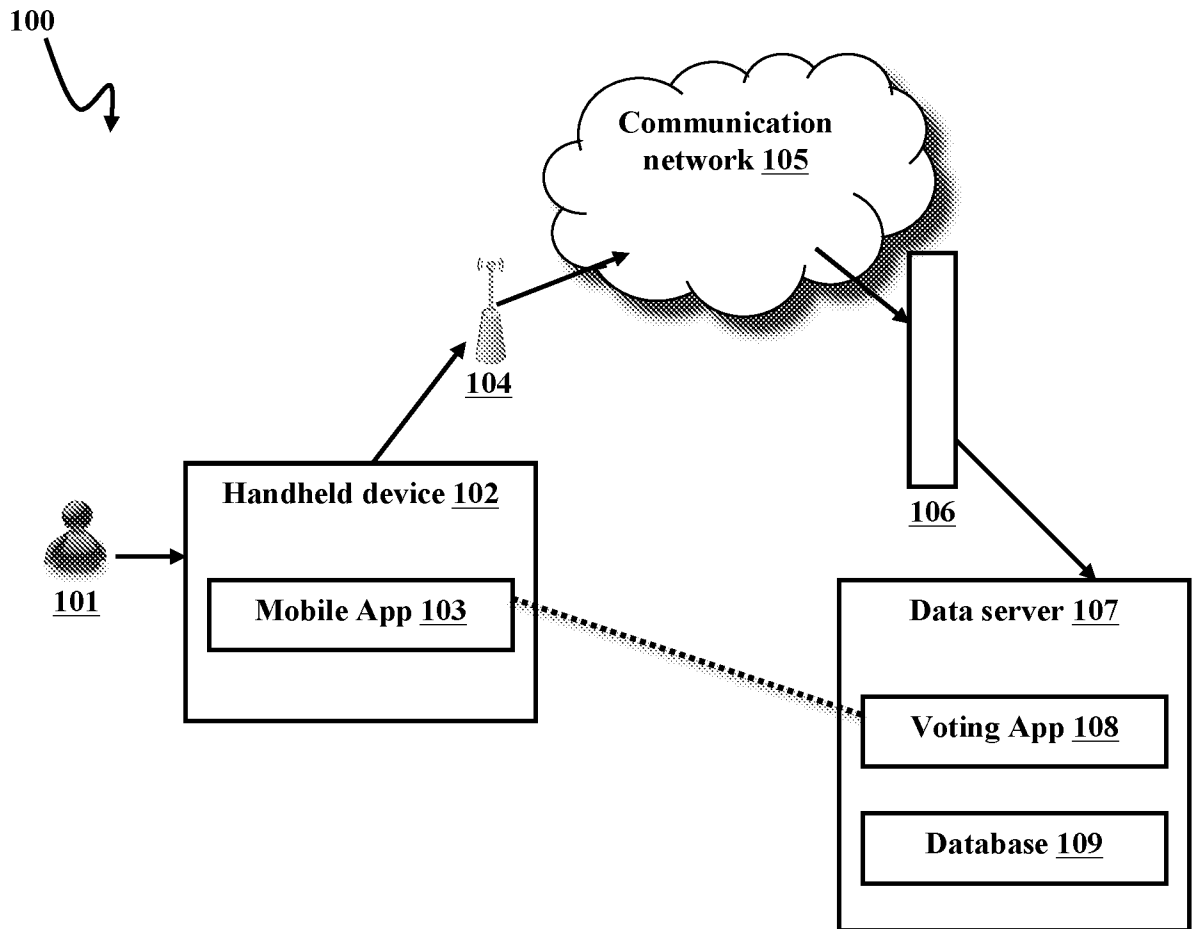 100
Communication
network 105
104
Handheld device 102
106
101
Mobile App 103
Data server 107
Voting App 108
Database 109